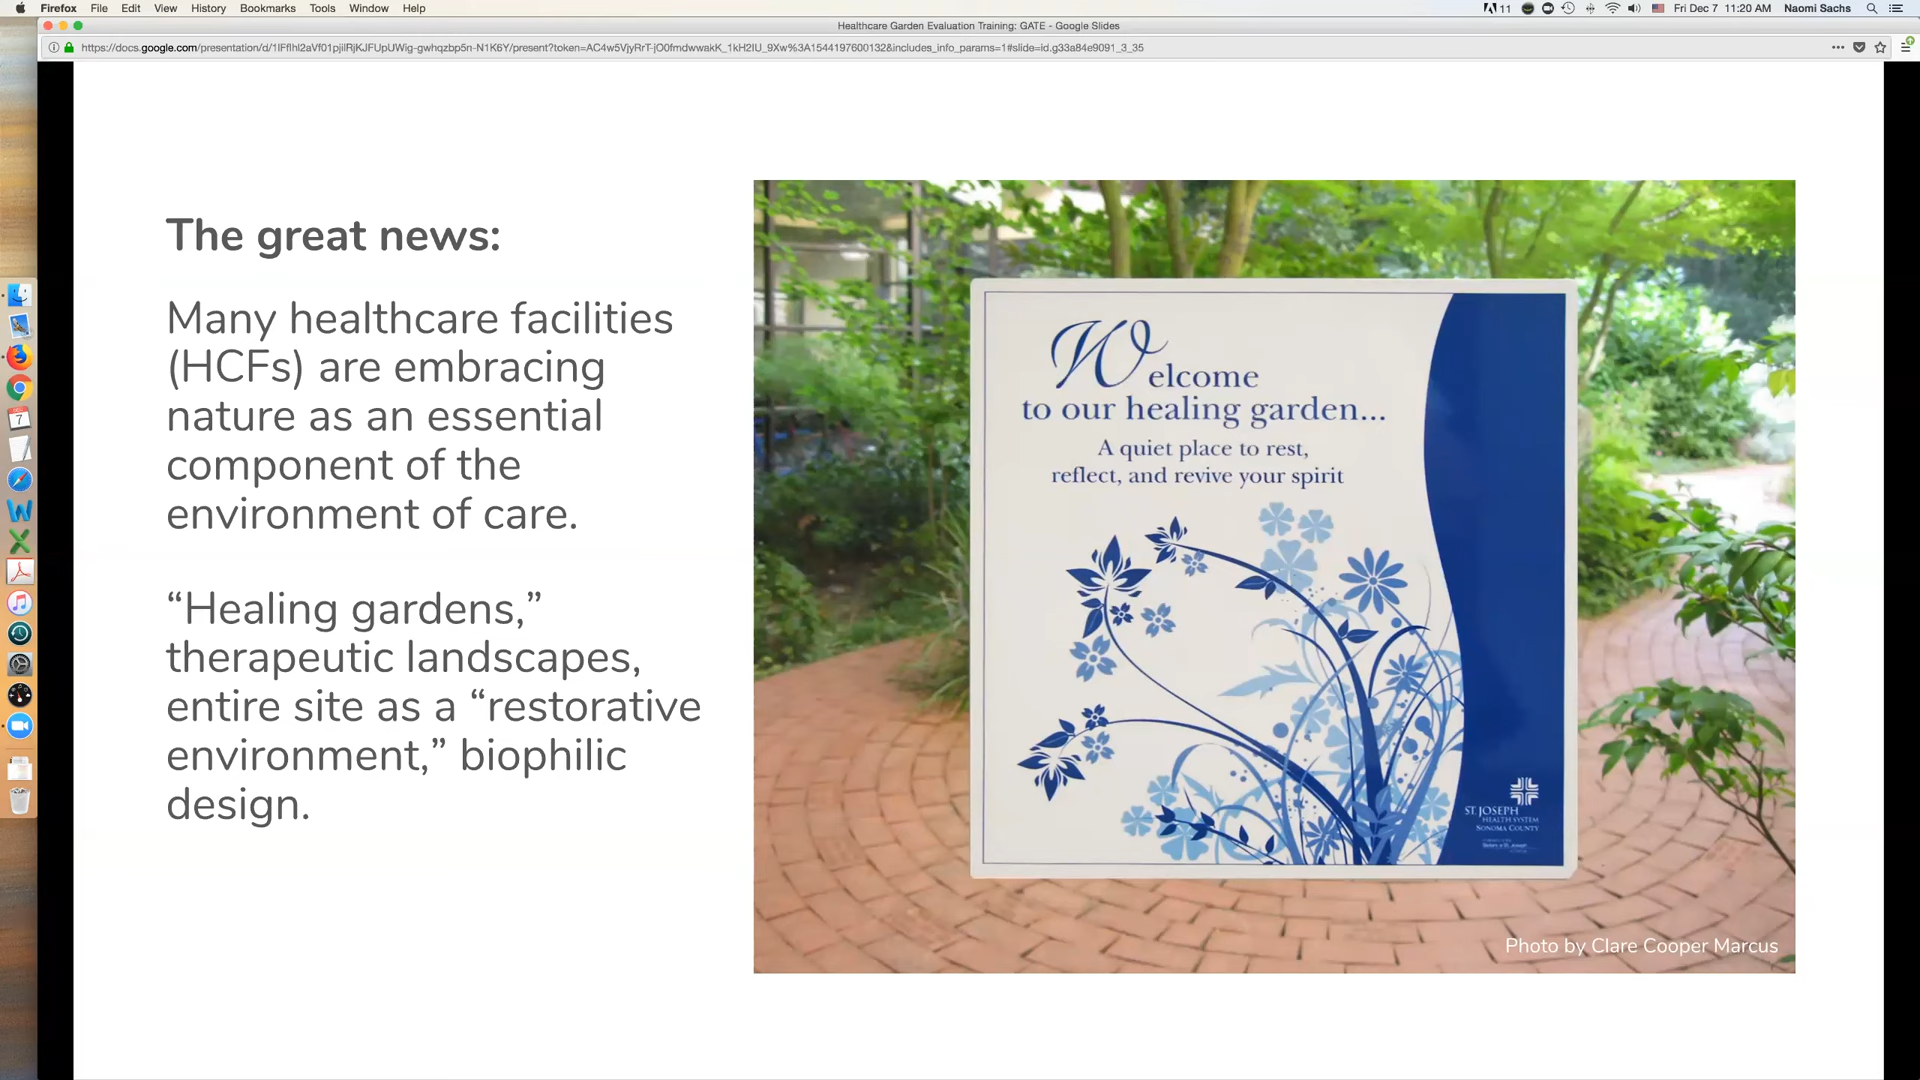 Firefox File Edit View History Bookmarks Tools Window Help 11 Fri Dec 7 11:20 AM Naomi Sachs
Healthcare Garden Evaluation Training: GATE - Google Slides
The great news:
Many healthcare facilities
(HCFs) are embracing
nature as an essential
component of the
environment of care.
“Healing gardens,”
therapeutic landscapes,
entire site as a “restorative
environment,” biophilic
design.
Welcome
to our healing garden...
A quiet place to rest,
reflect, and revive your spirit
ST. JOSEPH
HEALTH SYSTEM
SONOMA COUNTY
Photo by Clare Cooper Marcus
7